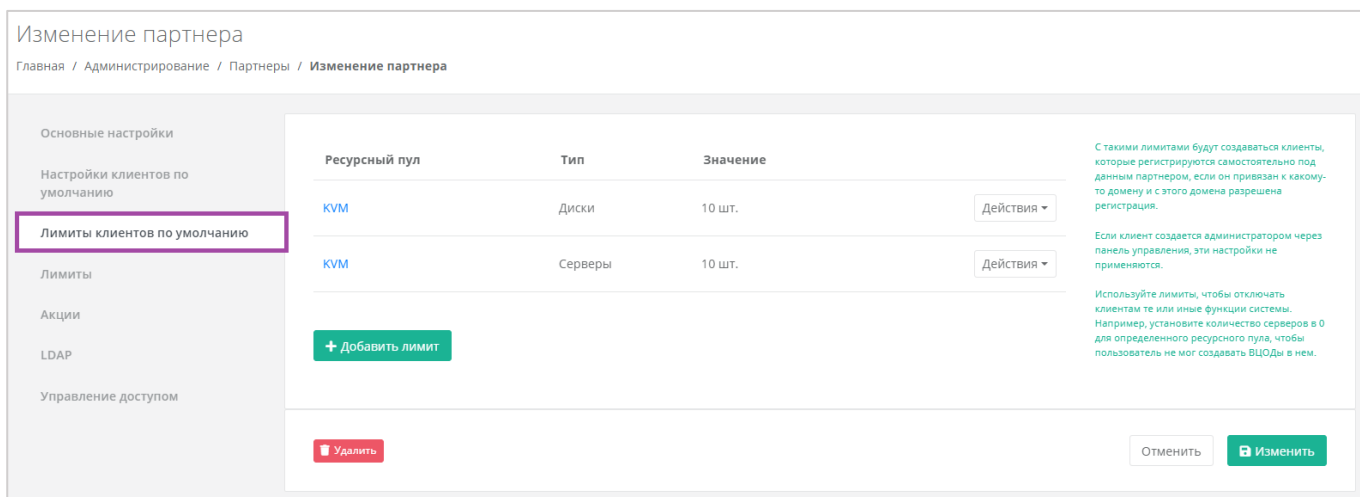 Изменение партнера
Главная / Администрирование / Партнеры / Изменение партнера
Основные настройки
Настройки клиентов по
умолчанию
Лимиты клиентов по умолчанию
Лимиты
Акции
LDAP
Управление доступом
Ресурсный пул Тип Значение
KVM Диски 10 шт. Действия
KVM Серверы 10 шт. Действия
+ Добавить лимит
С такими лимитами будут создаваться клиенты,
которые регистрируются самостоятельно под
данным партнером, если он привязан к какому-
то домену и с этого домена разрешена
регистрация.
Если клиент создается администратором через
панель управления, эти настройки не
применяются.
Используйте лимиты, чтобы отключать
клиентам те или иные функции системы.
Например, установите количество серверов в 0
для определенного ресурсного пула, чтобы
пользователь не мог создавать ВЦОДы в нем.
Удалить
Отменить
Изменить